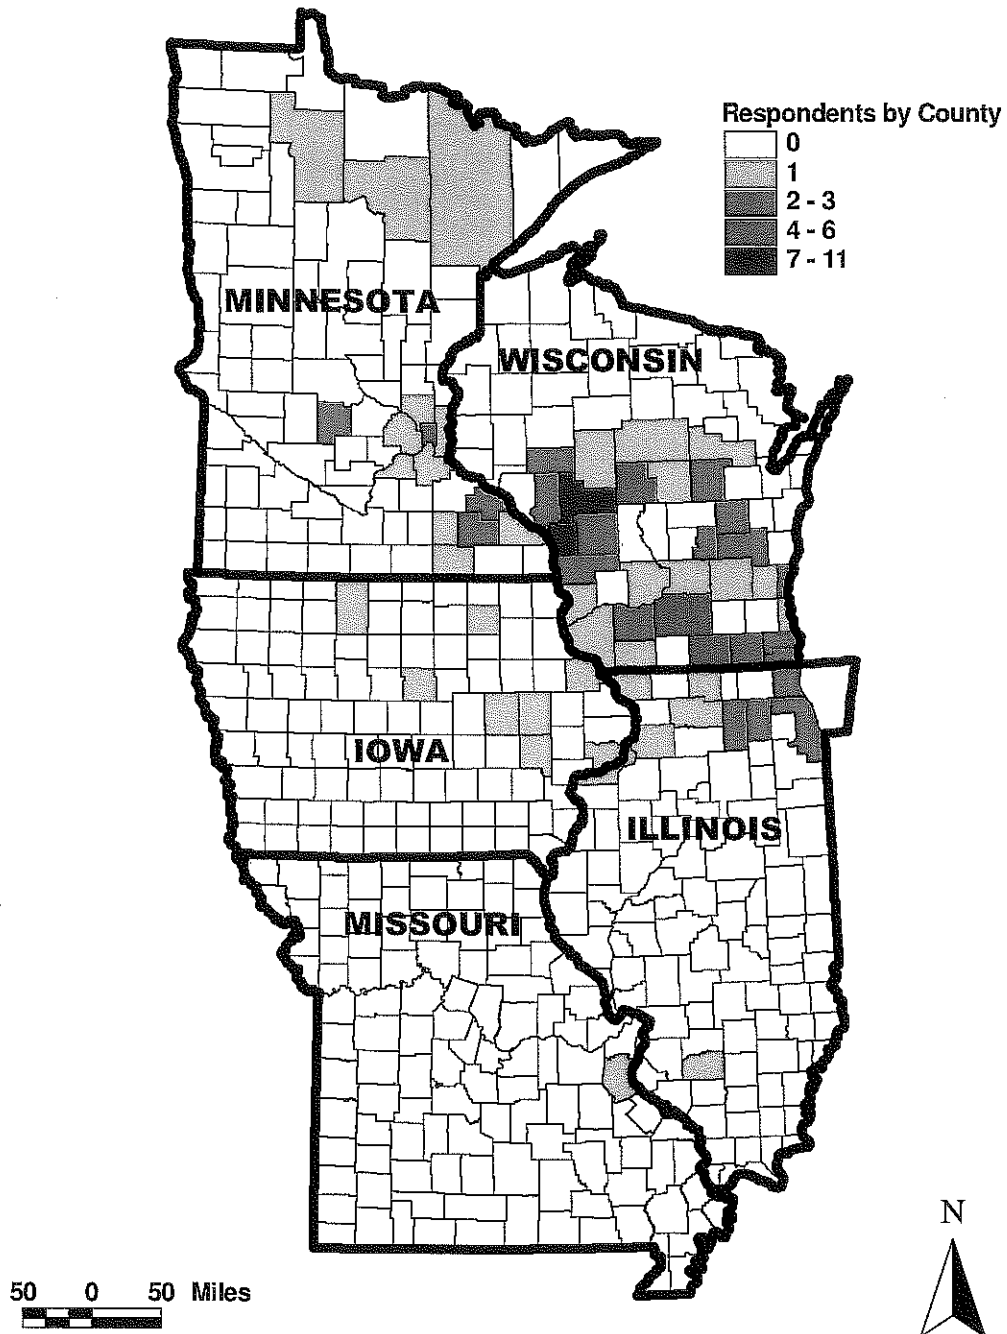 Respondents by County
0
1
2 - 3
4 - 6
7 - 11
MINNESOTA
WISCONSIN
IOWA
ILLINOIS
MISSOURI
N
50 0 50 Miles